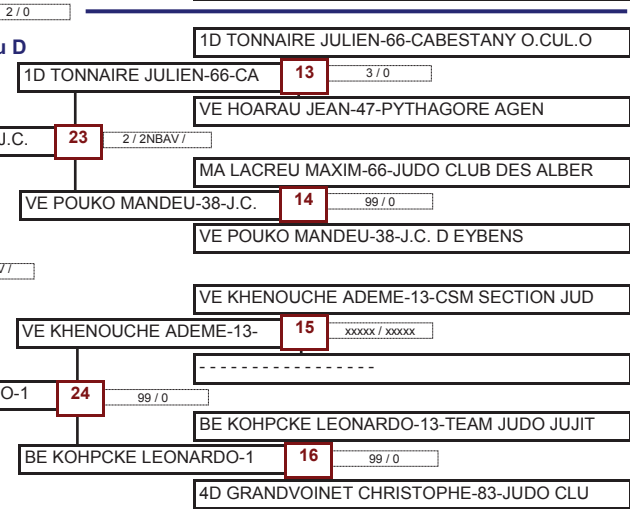 2 / 0
u D
1D TONNAIRE JULIEN-66-CABESTANY O.CUL.O
1D TONNAIRE JULIEN-66-CA
13
3 / 0
VE HOARAU JEAN-47-PYTHAGORE AGEN
J.C.
23
2 / 2NBAV /
MA LACREU MAXIM-66-JUDO CLUB DES ALBER
VE POUKO MANDEU-38-J.C.
14
99 / 0
VE POUKO MANDEU-38-J.C. D EYBENS
V /
VE KHENOUCHE ADEME-13-CSM SECTION JUD
VE KHENOUCHE ADEME-13-
15
xxxxx / xxxxx
- - - - - - - - - - - - - - - - -
O-1
24
99 / 0
BE KOHPCKE LEONARDO-13-TEAM JUDO JUJIT
BE KOHPCKE LEONARDO-1
16
99 / 0
4D GRANDVOINET CHRISTOPHE-83-JUDO CLU